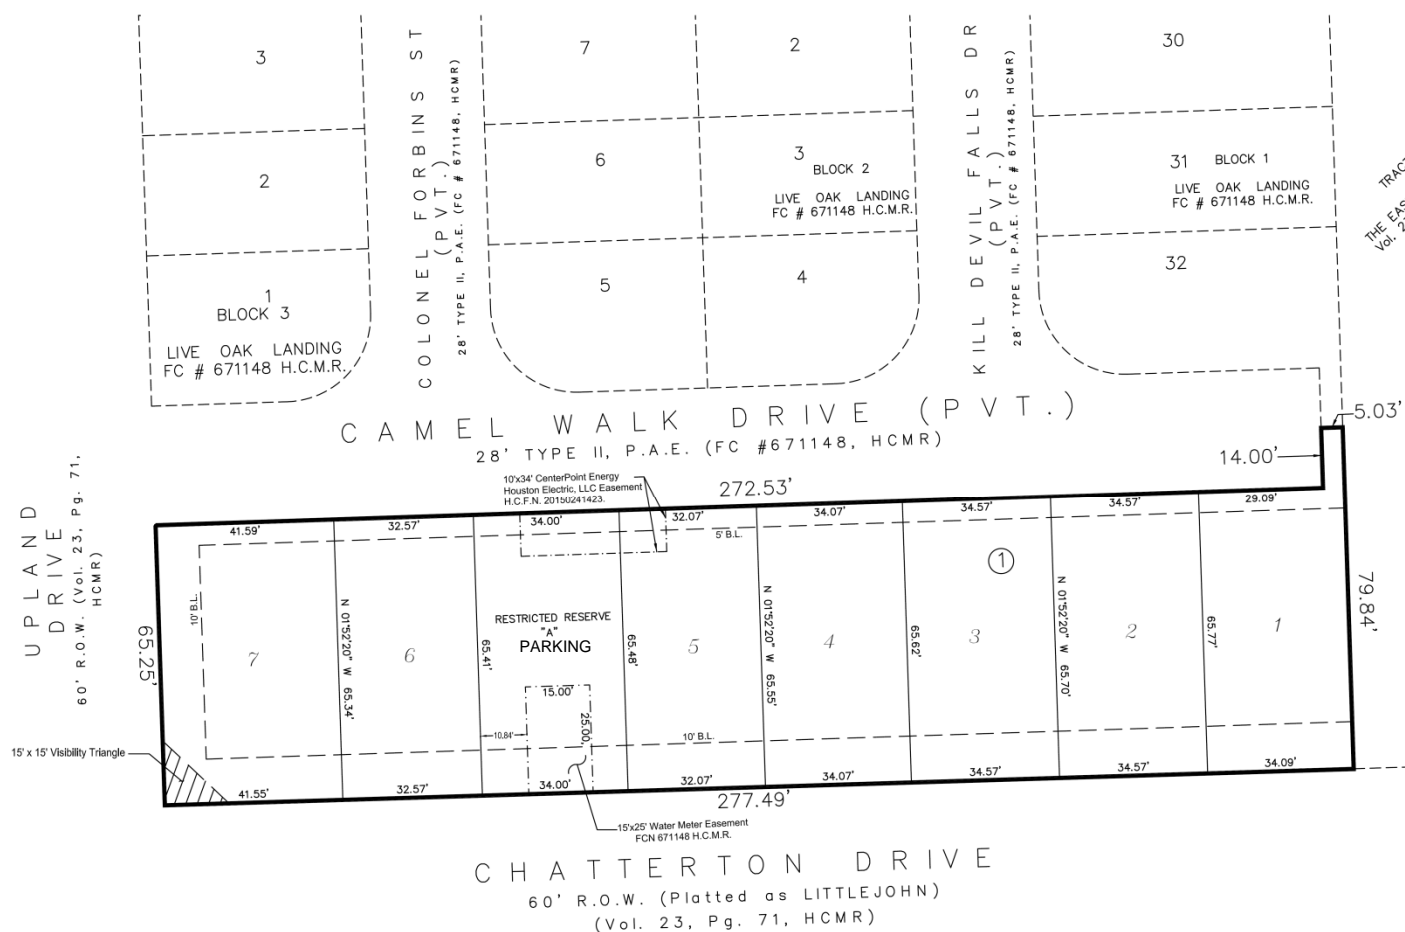 3
7
2
30
2
6
3
BLOCK 2
LIVE OAK LANDING
FC # 671148 H.C.M.R.
31 BLOCK 1
LIVE OAK LANDING
FC # 671148 H.C.M.R.
TRACT
THE EAS
1
BLOCK 3
LIVE OAK LANDING
FC # 671148 H.C.M.R.
5
4
32
COLONEL FORBINS ST
(PVT.)
28' TYPE II, P.A.E. (FC # 671148, HCMR)
KILL DEVIL FALLS DR
(PVT.)
28' TYPE II, P.A.E. (FC # 671148, HCMR)
CAMEL WALK DRIVE (PVT.)
28' TYPE II, P.A.E. (FC #671148, HCMR)
5.03'
14.00'
10'x34' CenterPoint Energy
Houston Electric, LLC Easement
H.C.F.N. 20150241423.
272.53'
41.59'
32.57'
34.00'
32.07'
34.07'
34.57'
34.57'
29.09'
5' B.L.
UPLAND
DRIVE
60' R.O.W. (Vol. 23, Pg. 71,
HCMR)
65.25'
10' B.L.
7
N 01°52'20" W 65.34'
6
65.41'
RESTRICTED RESERVE
"A"
PARKING
65.48'
5
N 01°52'20" W 65.55'
4
65.62'
1
3
N 01°52'20" W 65.70'
2
65.77'
1
79.84'
15.00'
25.00'
10.84'
10' B.L.
15' x 15' Visibility Triangle
41.55'
32.57'
34.00'
32.07'
34.07'
34.57'
34.57'
34.09'
277.49'
15'x25' Water Meter Easement
FCN 671148 H.C.M.R.
CHATTERTON DRIVE
60' R.O.W. (Platted as LITTLEJOHN)
(Vol. 23, Pg. 71, HCMR)